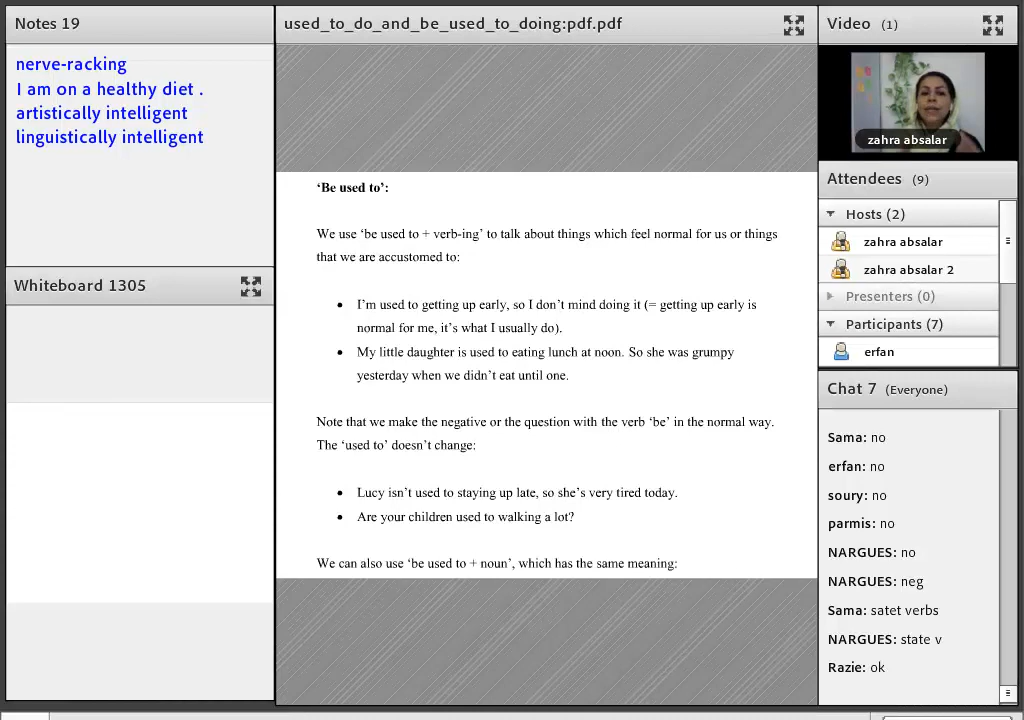 Notes 19
nerve-racking
I am on a healthy diet .
artistically intelligent
linguistically intelligent
Whiteboard 1305
used_to_do_and_be_used_to_doing:pdf.pdf
‘Be used to’:
We use ‘be used to + verb-ing’ to talk about things which feel normal for us or things
that we are accustomed to:
• I’m used to getting up early, so I don’t mind doing it (= getting up early is
normal for me, it’s what I usually do).
• My little daughter is used to eating lunch at noon. So she was grumpy
yesterday when we didn’t eat until one.
Note that we make the negative or the question with the verb ‘be’ in the normal way.
The ‘used to’ doesn’t change:
• Lucy isn’t used to staying up late, so she’s very tired today.
• Are your children used to walking a lot?
We can also use ‘be used to + noun’, which has the same meaning:
Video (1)
zahra absalar
Attendees (9)
Hosts (2)
zahra absalar
zahra absalar 2
Presenters (0)
Participants (7)
erfan
Chat 7 (Everyone)
Sama: no
erfan: no
soury: no
parmis: no
NARGUES: no
NARGUES: neg
Sama: satet verbs
NARGUES: state v
Razie: ok